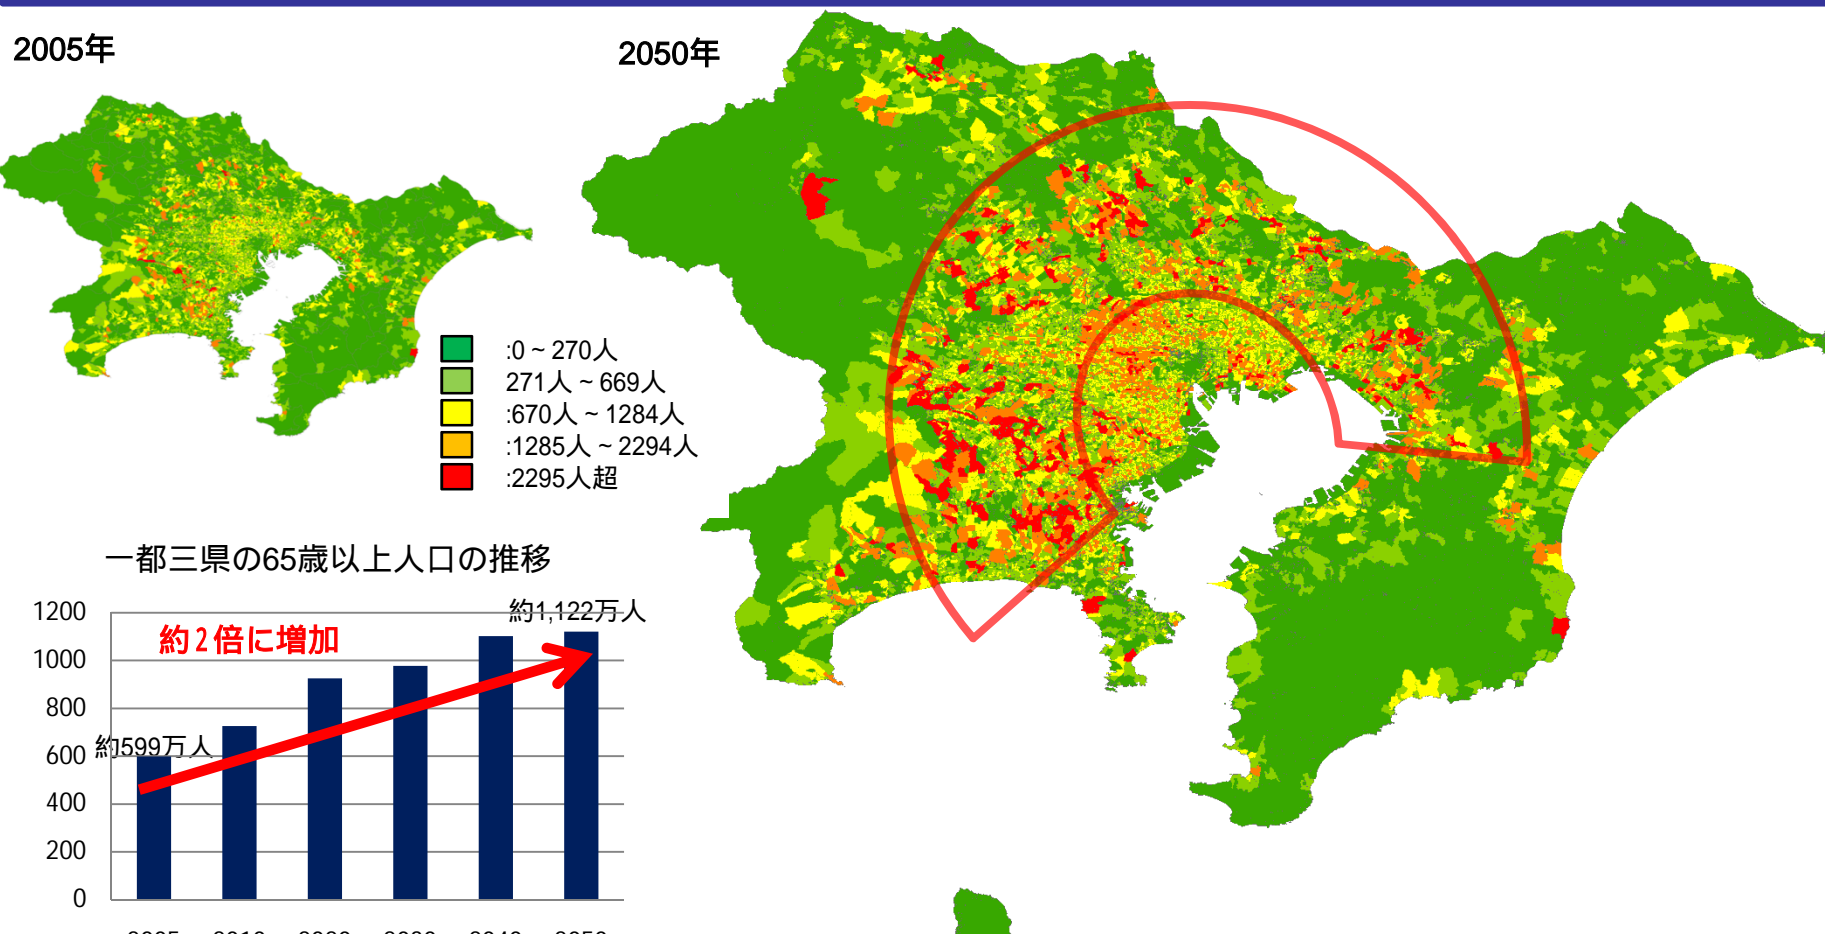 2005年
2050年
:0～270人
271人～669人
:670人～1284人
:1285人～2294人
:2295人超
一都三県の65歳以上人口の推移
約1,122万人
約2倍に増加
約599万人
1200
1000
800
600
400
200
0